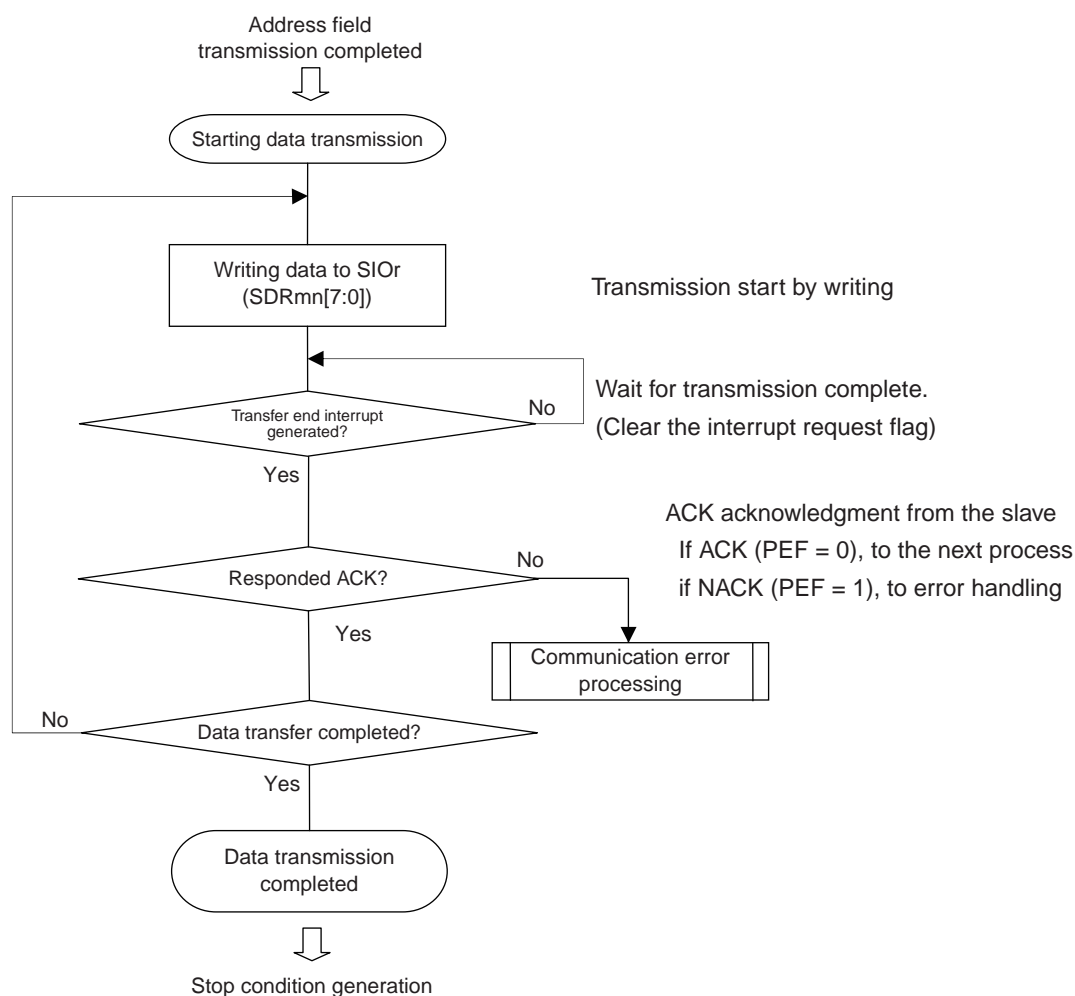 Address field
transmission completed
Starting data transmission
Writing data to SIOr
(SDRmn[7:0])
Transmission start by writing
Transfer end interrupt
generated?
No
Wait for transmission complete.
(Clear the interrupt request flag)
Yes
Responded ACK?
No
ACK acknowledgment from the slave
If ACK (PEF = 0), to the next process
if NACK (PEF = 1), to error handling
Yes
Communication error
processing
Data transfer completed?
No
Yes
Data transmission
completed
Stop condition generation